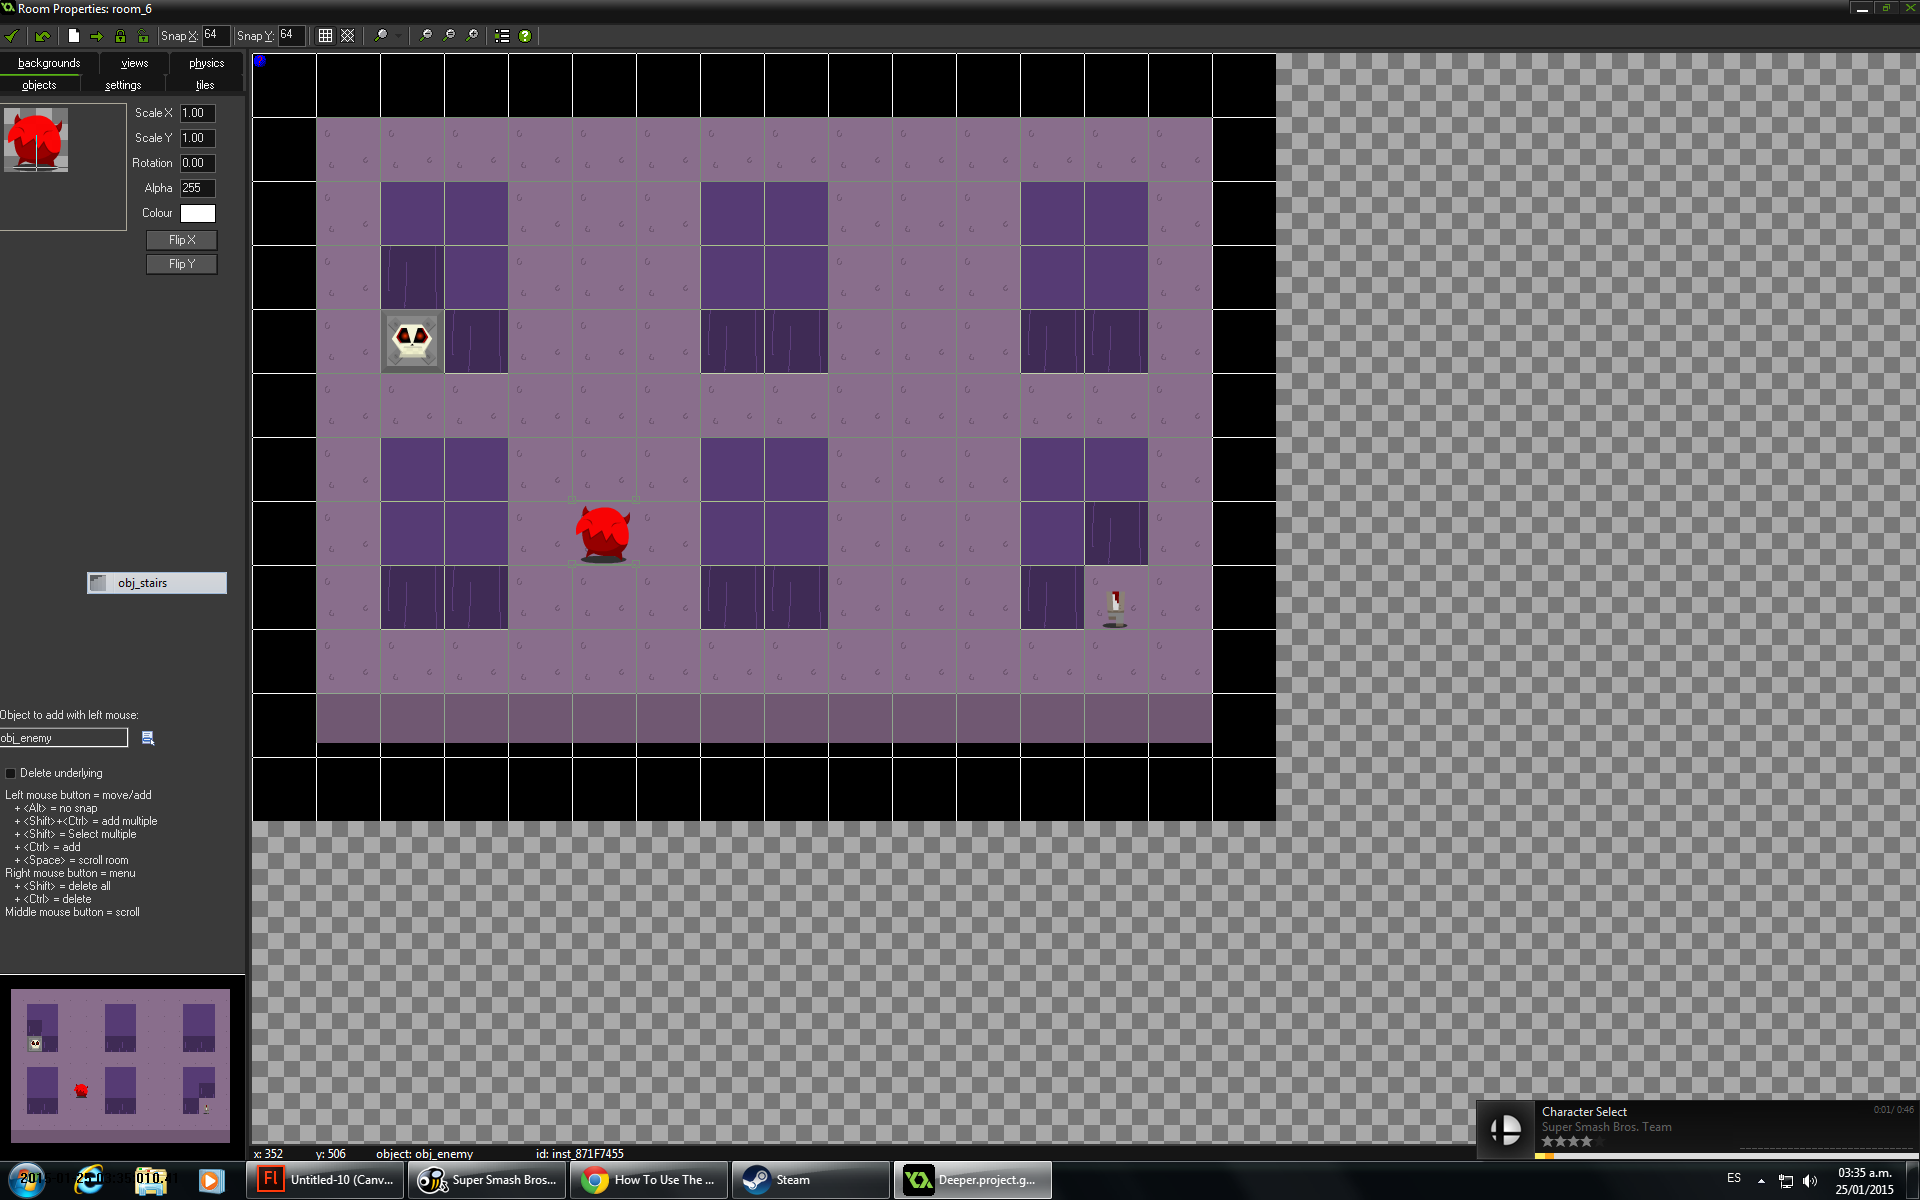 Room Properties: room_6
Snap X: 64 Snap Y: 64
backgrounds views physics
objects settings tiles
Scale X 1.00
Scale Y 1.00
Rotation 0.00
Alpha 255
Colour
Flip X
Flip Y
obj_stairs
Object to add with left mouse:
obj_enemy
Delete underlying
Left mouse button = move/add
+ <Alt> = no snap
+ <Shift>+<Ctrl> = add multiple
+ <Shift> = Select multiple
+ <Ctrl> = add
+ <Space> = scroll room
Right mouse button = menu
+ <Shift> = delete all
+ <Ctrl> = delete
Middle mouse button = scroll
x: 352 y: 506 object: obj_enemy id: inst_871F7455
Character Select 0:01/ 0:46
Super Smash Bros. Team
Untitled-10 (Canv... Super Smash Bros... How To Use The ... Steam Deeper.project.g...
ES
03:35 a.m.
25/01/2015